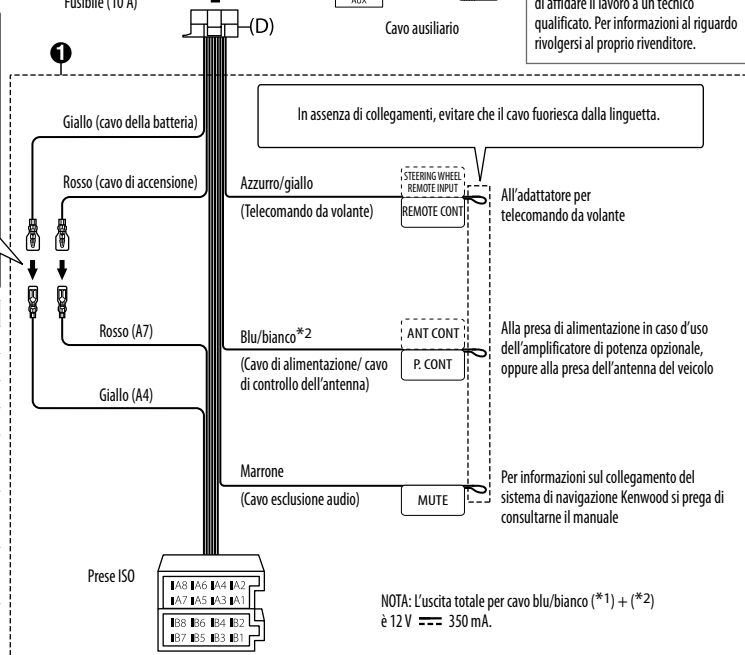 Fusibile (10 A)
AUX
(D)
Cavo ausiliario
di affidare il lavoro a un tecnico
qualificato. Per informazioni al riguardo
rivolgersi al proprio rivenditore.
1
In assenza di collegamenti, evitare che il cavo fuoriesca dalla linguetta.
Giallo (cavo della batteria)
Rosso (cavo di accensione)
Azzurro/giallo
(Telecomando da volante)
STEERING WHEEL
REMOTE INPUT
REMOTE CONT
All'adattatore per
telecomando da volante
Rosso (A7)
Blu/bianco*2
(Cavo di alimentazione/ cavo
di controllo dell'antenna)
ANT CONT
P. CONT
Alla presa di alimentazione in caso d'uso
dell'amplificatore di potenza opzionale,
oppure alla presa dell'antenna del veicolo
Giallo (A4)
Marrone
(Cavo esclusione audio)
MUTE
Per informazioni sul collegamento del
sistema di navigazione Kenwood si prega di
consultarne il manuale
Prese ISO
A8 A6 A4 A2
A7 A5 A3 A1
B8 B6 B4 B2
B7 B5 B3 B1
NOTA: L'uscita totale per cavo blu/bianco (*1) + (*2)
è 12 V ⎓ 350 mA.